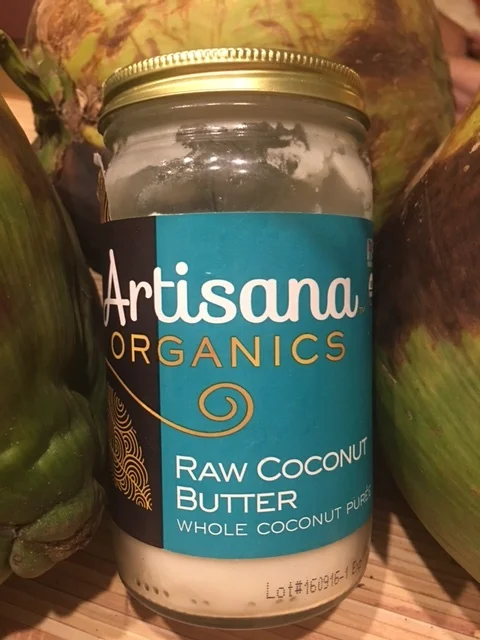 Artisana
ORGANICS
RAW COCONUT
BUTTER
WHOLE COCONUT
Lot#160916-1